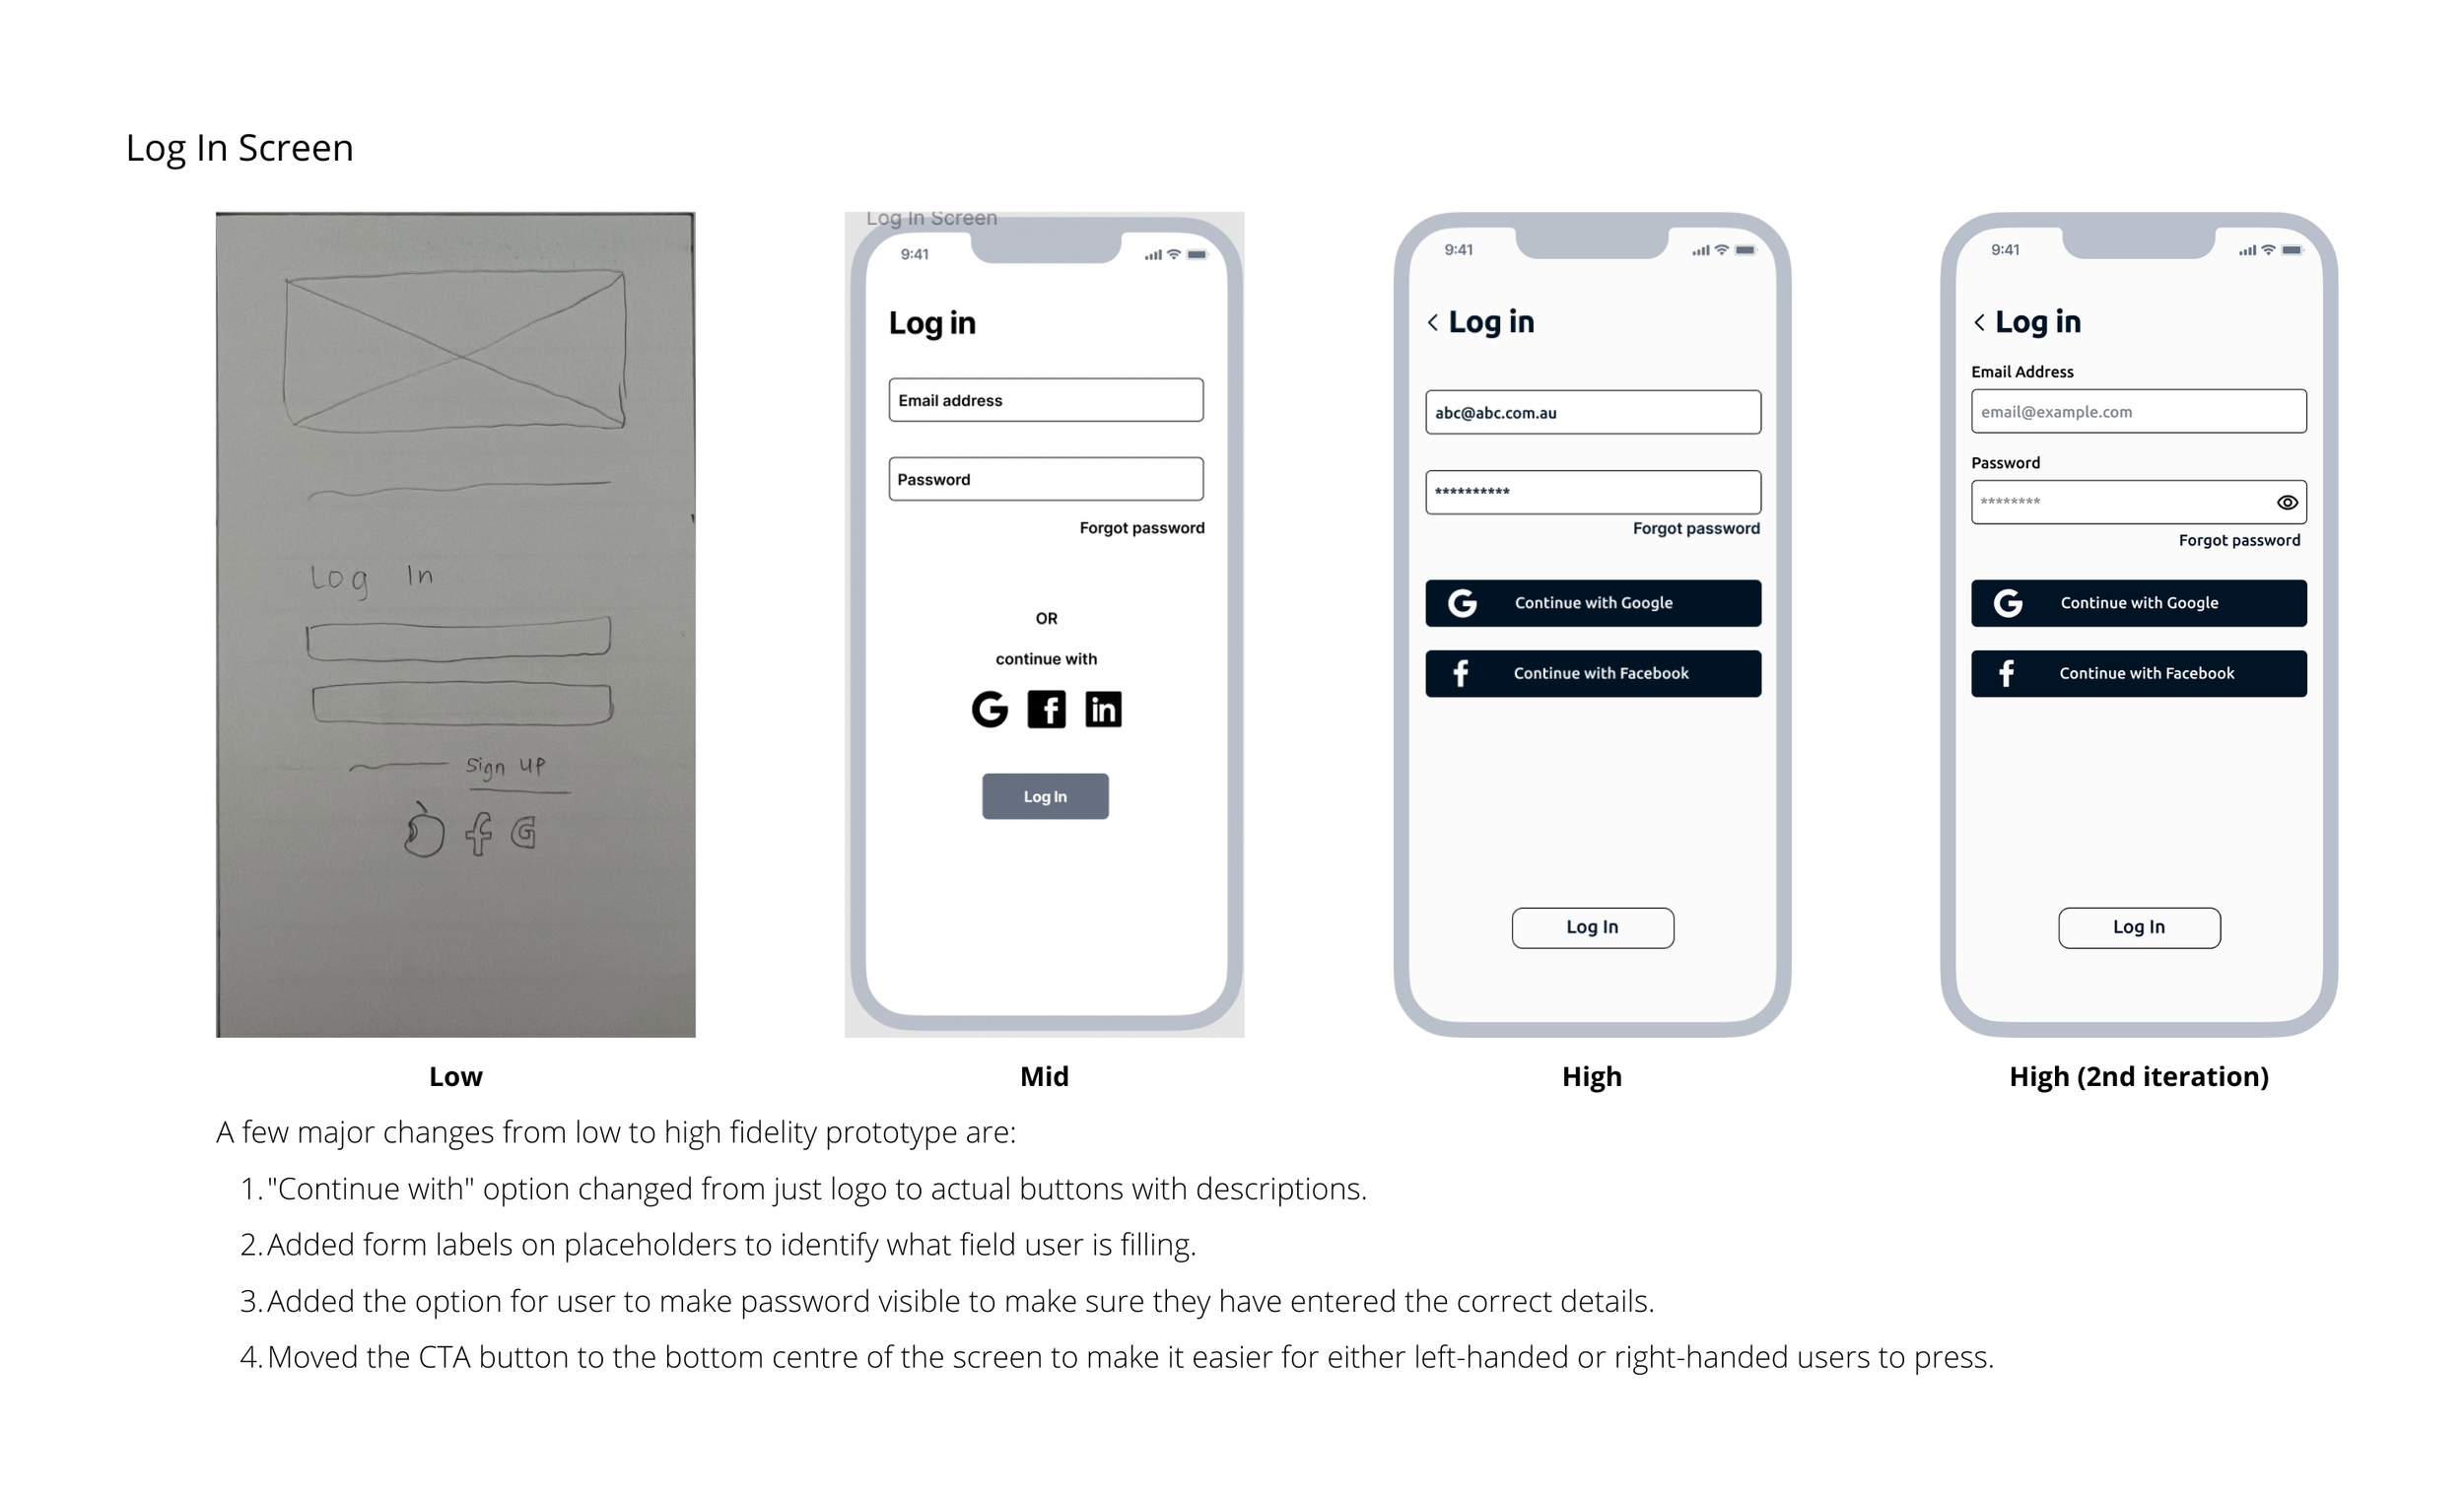 Log In Screen
Log In
Sign up
f G
Log In Screen
9:41
Log in
Email address
Password
Forgot password
OR
continue with
G f in
Log In
9:41
Log in
abc@abc.com.au
**********
Forgot password
G Continue with Google
f Continue with Facebook
Log In
9:41
Log in
Email Address
email@example.com
Password
********
Forgot password
G Continue with Google
f Continue with Facebook
Log In
Low
Mid
High
High (2nd iteration)
A few major changes from low to high fidelity prototype are:
1. "Continue with" option changed from just logo to actual buttons with descriptions.
2. Added form labels on placeholders to identify what field user is filling.
3. Added the option for user to make password visible to make sure they have entered the correct details.
4. Moved the CTA button to the bottom centre of the screen to make it easier for either left-handed or right-handed users to press.